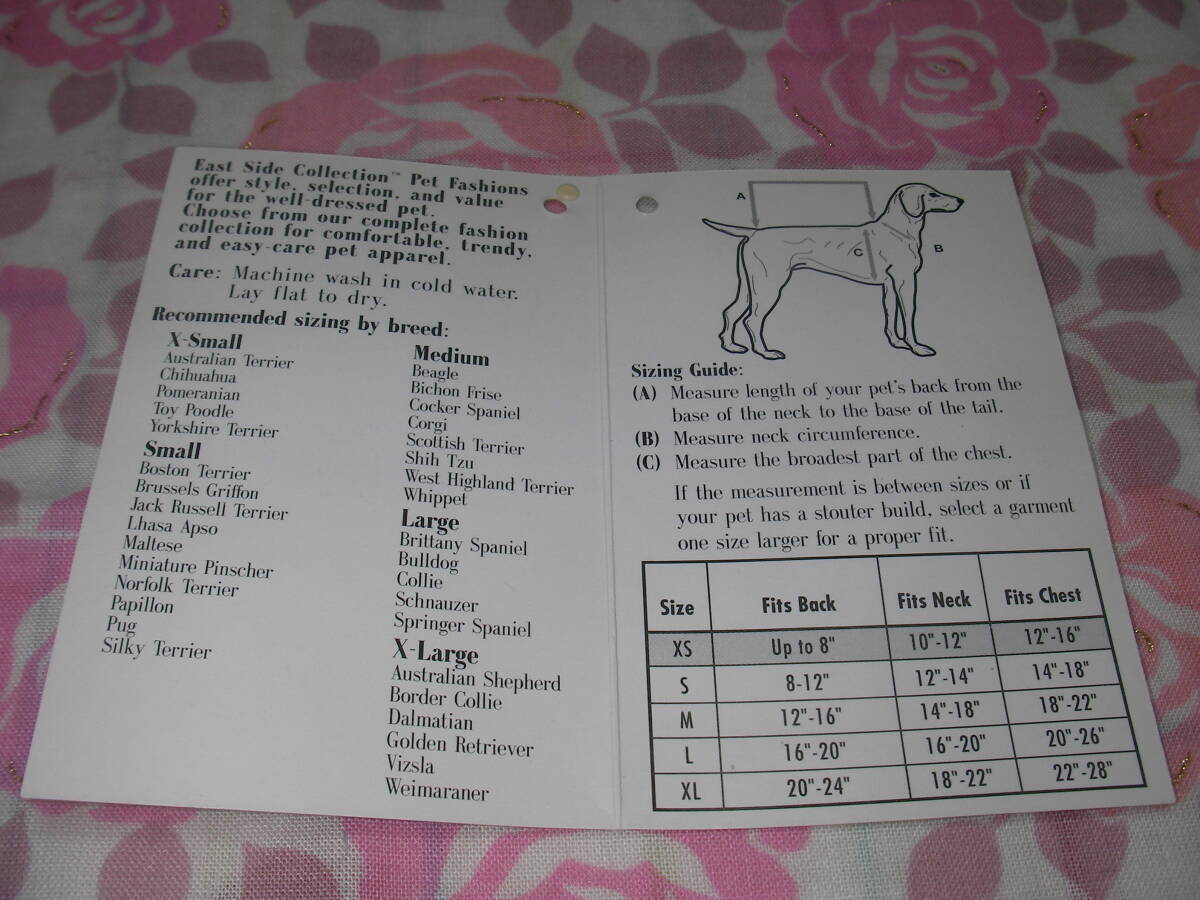 East Side Collection™ Pet Fashions
offer style, selection, and value
for the well-dressed pet.
Choose from our complete fashion
collection for comfortable, trendy,
and easy-care pet apparel.
Care: Machine wash in cold water.
Lay flat to dry.
Recommended sizing by breed:
X-Small
Australian Terrier
Chihuahua
Pomeranian
Toy Poodle
Yorkshire Terrier
Small
Boston Terrier
Brussels Griffon
Jack Russell Terrier
Lhasa Apso
Maltese
Miniature Pinscher
Norfolk Terrier
Papillon
Pug
Silky Terrier
Medium
Beagle
Bichon Frise
Cocker Spaniel
Corgi
Scottish Terrier
Shih Tzu
West Highland Terrier
Whippet
Large
Brittany Spaniel
Bulldog
Collie
Schnauzer
Springer Spaniel
X-Large
Australian Shepherd
Border Collie
Dalmatian
Golden Retriever
Vizsla
Weimaraner
A
B
C
Sizing Guide:
(A) Measure length of your pet's back from the
base of the neck to the base of the tail.
(B) Measure neck circumference.
(C) Measure the broadest part of the chest.
If the measurement is between sizes or if
your pet has a stouter build, select a garment
one size larger for a proper fit.
Size Fits Back Fits Neck Fits Chest
XS Up to 8" 10"-12" 12"-16"
S 8-12" 12"-14" 14"-18"
M 12"-16" 14"-18" 18"-22"
L 16"-20" 16"-20" 20"-26"
XL 20"-24" 18"-22" 22"-28"